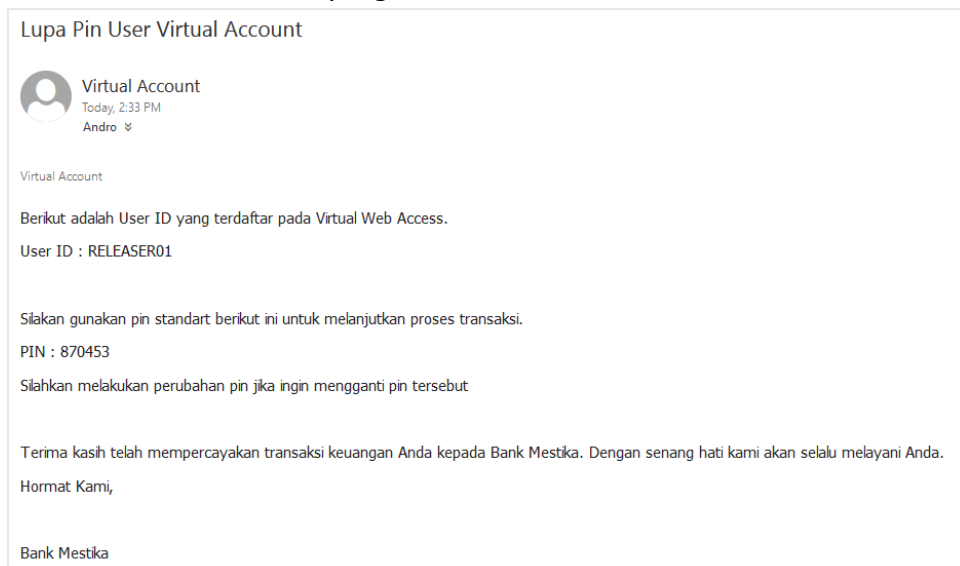 Lupa Pin User Virtual Account
Virtual Account
Today, 2:33 PM
Andro
Virtual Account
Berikut adalah User ID yang terdaftar pada Virtual Web Access.
User ID : RELEASER01
Silakan gunakan pin standart berikut ini untuk melanjutkan proses transaksi.
PIN : 870453
Silahkan melakukan perubahan pin jika ingin mengganti pin tersebut
Terima kasih telah mempercayakan transaksi keuangan Anda kepada Bank Mestika. Dengan senang hati kami akan selalu melayani Anda.
Hormat Kami,
Bank Mestika